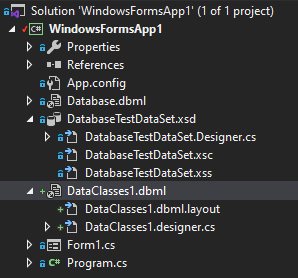 Solution 'WindowsFormsApp1' (1 of 1 project)
C# WindowsFormsApp1
Properties
References
App.config
Database.dbml
DatabaseTestDataSet.xsd
DatabaseTestDataSet.Designer.cs
DatabaseTestDataSet.xsc
DatabaseTestDataSet.xss
DataClasses1.dbml
DataClasses1.dbml.layout
DataClasses1.designer.cs
Form1.cs
C# Program.cs